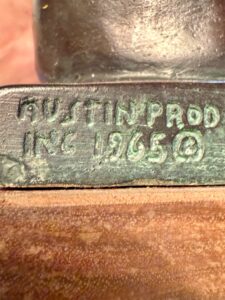 AUSTIN PROD
INC 1965 ©